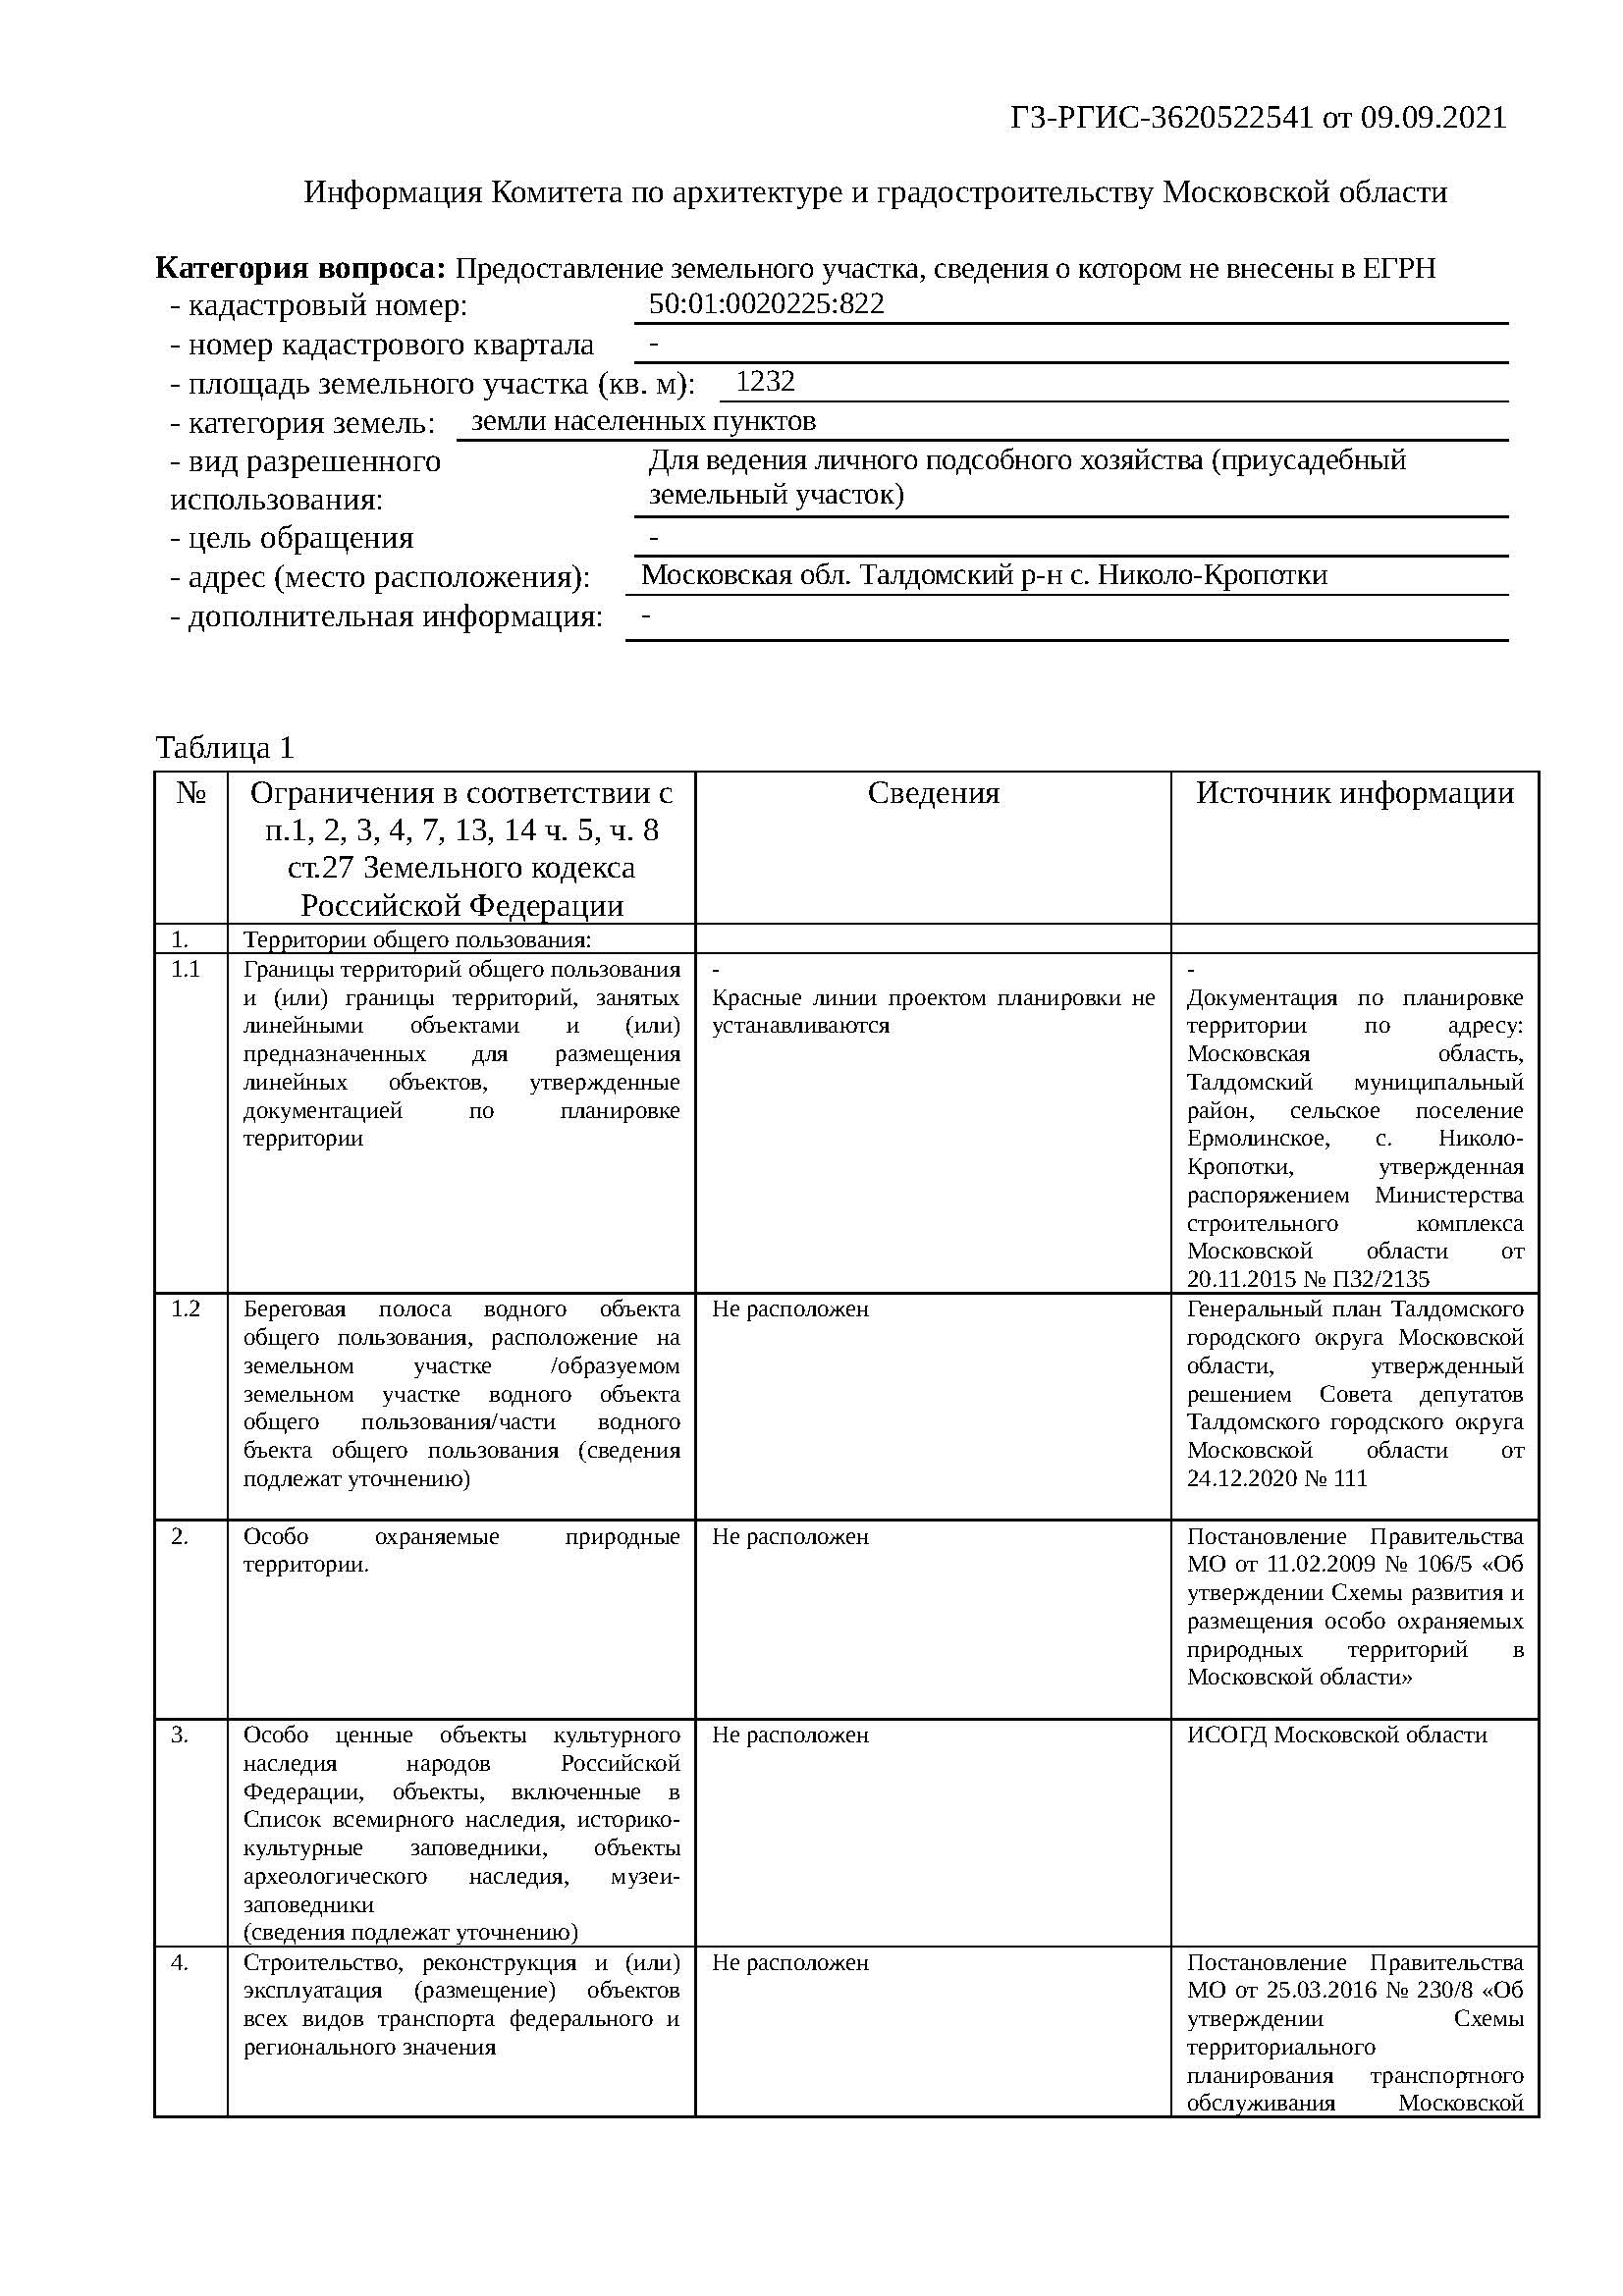 ГЗ-РГИС-3620522541 от 09.09.2021
Информация Комитета по архитектуре и градостроительству Московской области
Категория вопроса: Предоставление земельного участка, сведения о котором не внесены в ЕГРН
- кадастровый номер: 50:01:0020225:822
- номер кадастрового квартала -
- площадь земельного участка (кв. м): 1232
- категория земель: земли населенных пунктов
- вид разрешенного использования: Для ведения личного подсобного хозяйства (приусадебный
земельный участок)
- цель обращения -
- адрес (место расположения): Московская обл. Талдомский р-н с. Николо-Кропотки
- дополнительная информация: -
Таблица 1
№
Ограничения в соответствии с
п.1, 2, 3, 4, 7, 13, 14 ч. 5, ч. 8
ст.27 Земельного кодекса
Российской Федерации
Сведения
Источник информации
1.
Территории общего пользования:
1.1
Границы территорий общего пользования
и (или) границы территорий, занятых
линейными объектами и (или)
предназначенных для размещения
линейных объектов, утвержденные
документацией по планировке
территории
-
Красные линии проектом планировки не
устанавливаются
-
Документация по планировке
территории по адресу:
Московская область,
Талдомский муниципальный
район, сельское поселение
Ермолинское, с. Николо-
Кропотки, утвержденная
распоряжением Министерства
строительного комплекса
Московской области от
20.11.2015 № П32/2135
1.2
Береговая полоса водного объекта
общего пользования, расположение на
земельном участке /образуемом
земельном участке водного объекта
общего пользования/части водного
бъекта общего пользования (сведения
подлежат уточнению)
Не расположен
Генеральный план Талдомского
городского округа Московской
области, утвержденный
решением Совета депутатов
Талдомского городского округа
Московской области от
24.12.2020 № 111
2.
Особо охраняемые природные
территории.
Не расположен
Постановление Правительства
МО от 11.02.2009 № 106/5 «Об
утверждении Схемы развития и
размещения особо охраняемых
природных территорий в
Московской области»
3.
Особо ценные объекты культурного
наследия народов Российской
Федерации, объекты, включенные в
Список всемирного наследия, историко-
культурные заповедники, объекты
археологического наследия, музеи-
заповедники
(сведения подлежат уточнению)
Не расположен
ИСОГД Московской области
4.
Строительство, реконструкция и (или)
эксплуатация (размещение) объектов
всех видов транспорта федерального и
регионального значения
Не расположен
Постановление Правительства
МО от 25.03.2016 № 230/8 «Об
утверждении Схемы
территориального
планирования транспортного
обслуживания Московской